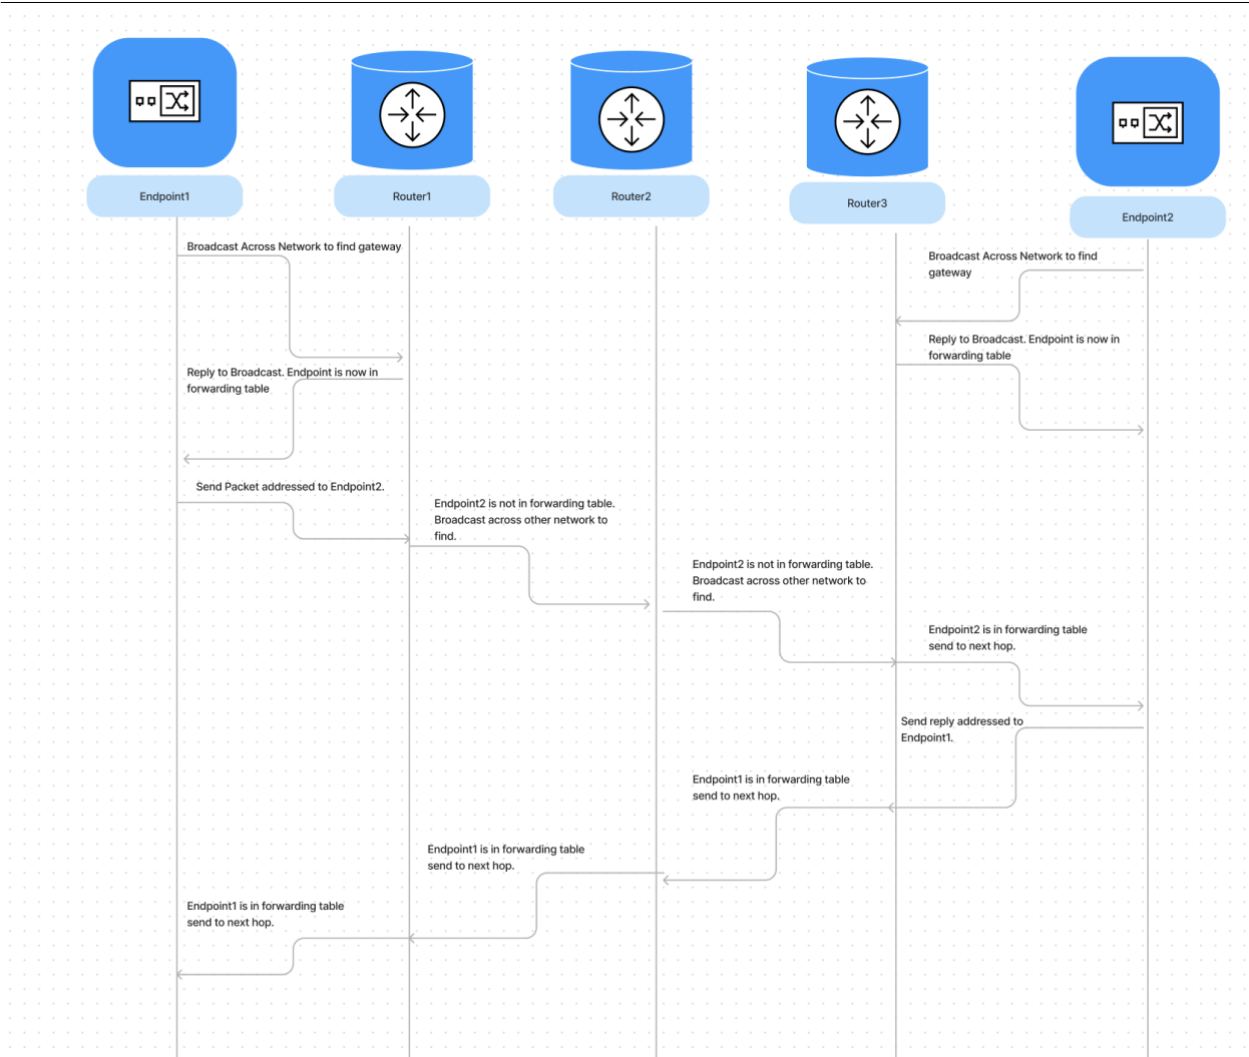 Endpoint1
Router1
Router2
Router3
Endpoint2
Broadcast Across Network to find gateway
Broadcast Across Network to find
gateway
Reply to Broadcast. Endpoint is now in
forwarding table
Reply to Broadcast. Endpoint is now in
forwarding table
Send Packet addressed to Endpoint2.
Endpoint2 is not in forwarding table.
Broadcast across other network to
find.
Endpoint2 is not in forwarding table.
Broadcast across other network to
find.
Endpoint2 is in forwarding table
send to next hop.
Send reply addressed to
Endpoint1.
Endpoint1 is in forwarding table
send to next hop.
Endpoint1 is in forwarding table
send to next hop.
Endpoint1 is in forwarding table
send to next hop.